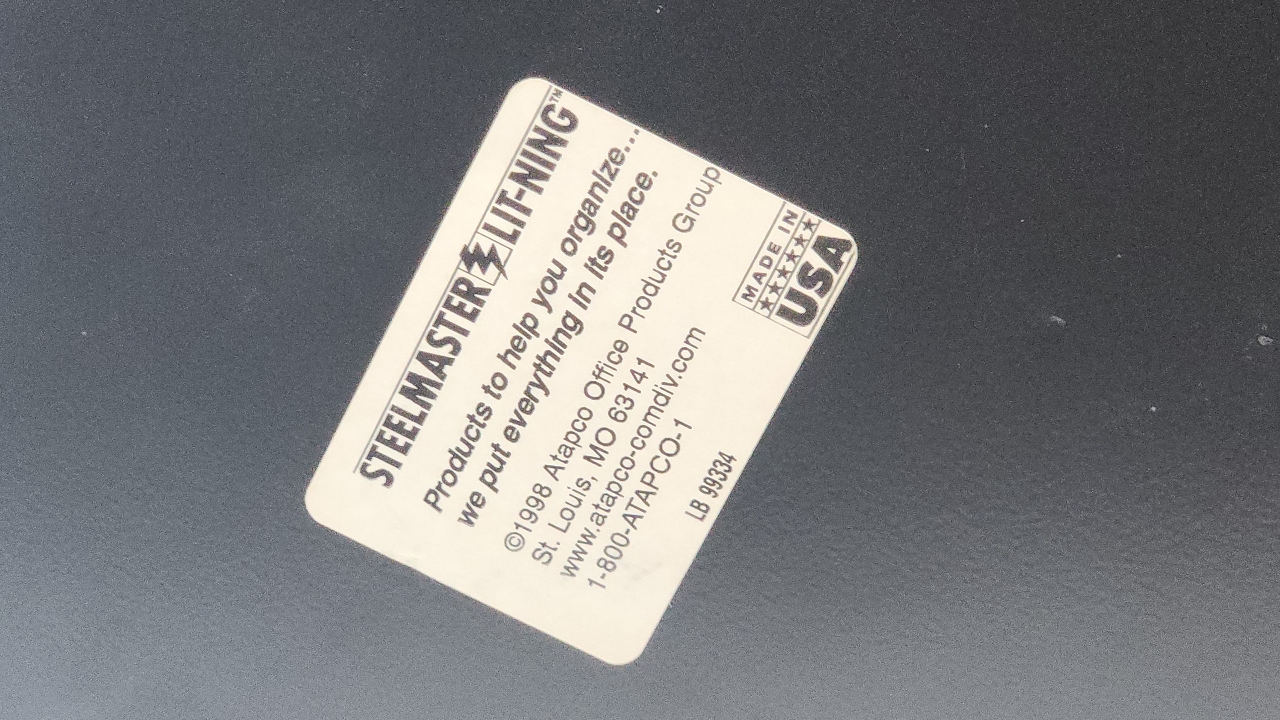 STEELMASTER LIT-NING™
Products to help you organize...
we put everything in its place.
©1998 Atapco Office Products Group
St. Louis, MO 63141
www.atapco-comdiv.com
1-800-ATAPCO-1
LB 99334
MADE IN
USA